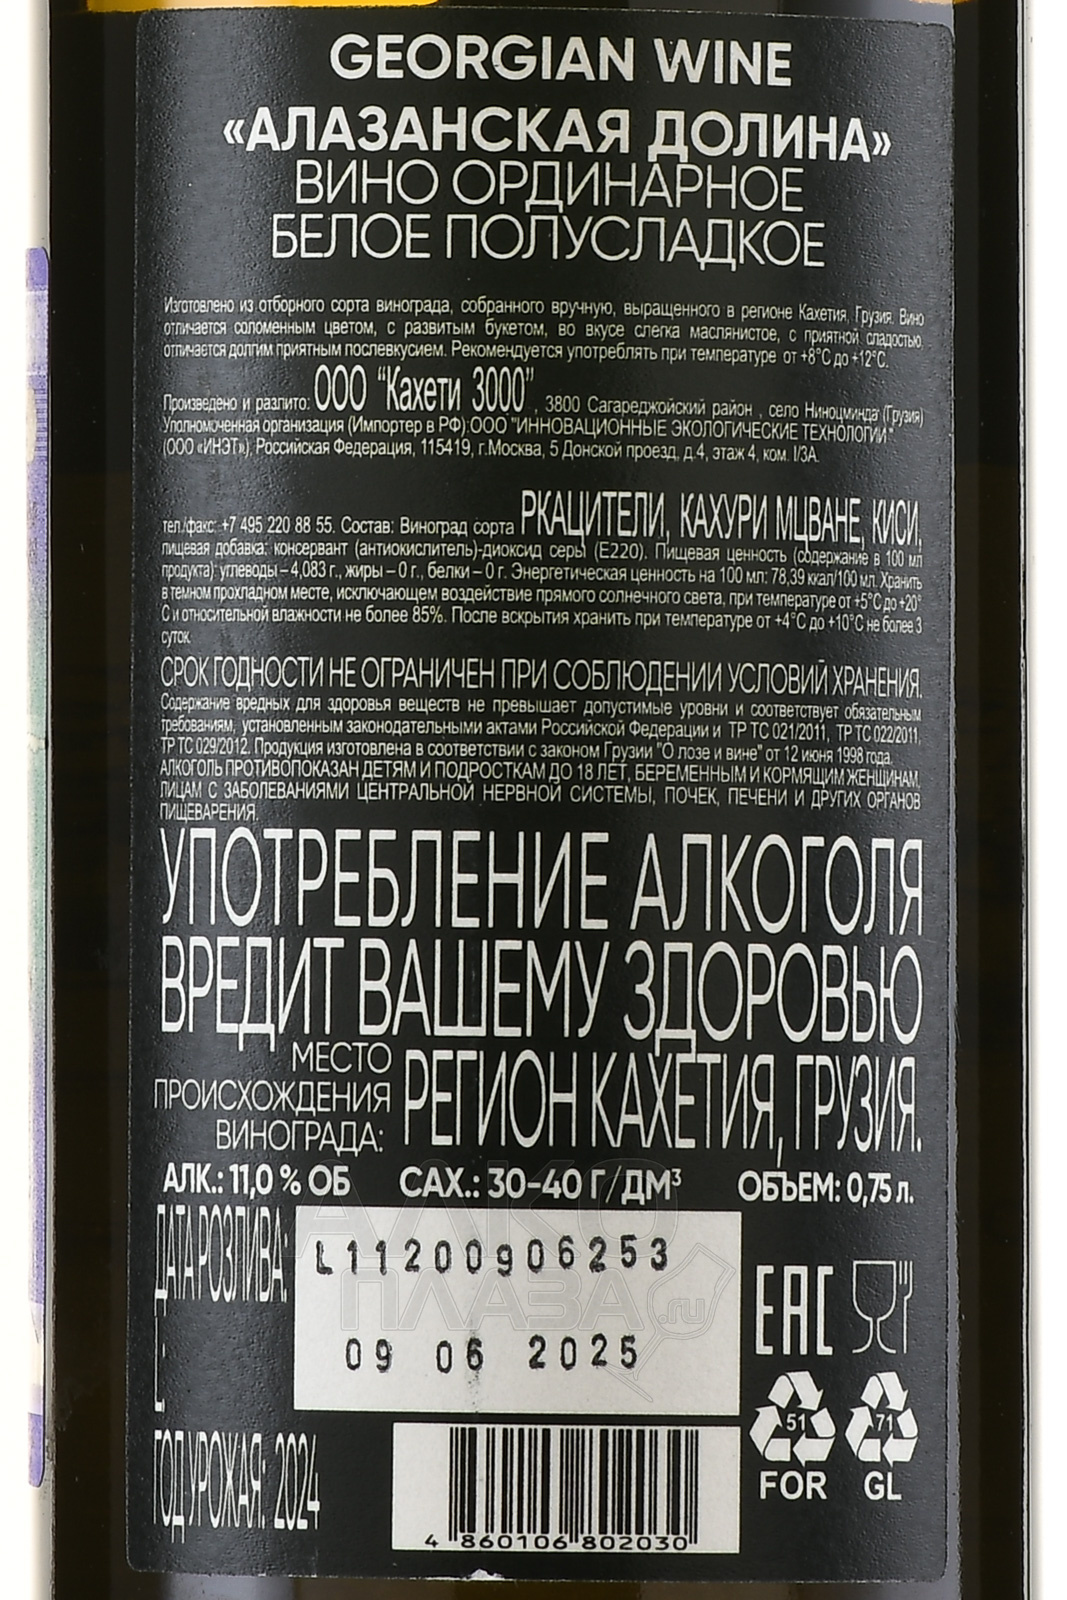 GEORGIAN WINE
«АЛАЗАНСКАЯ ДОЛИНА»
ВИНО ОРДИНАРНОЕ
БЕЛОЕ ПОЛУСЛАДКОЕ
Изготовлено из отборного сорта винограда, собранного вручную, выращенного в регионе Кахетия, Грузия. Вино
отличается соломенным цветом, с развитым букетом, во вкусе слегка маслянистое, с приятной сладостью,
отличается долгим приятным послевкусием. Рекомендуется употреблять при температуре от +8°С до +12°С.
Произведено и разлито: ООО “Кахети 3000”, 3800 Сагареджойский район , село Ниноцминда (Грузия)
Уполномоченная организация (Импортер в РФ):ООО "ИННОВАЦИОННЫЕ ЭКОЛОГИЧЕСКИЕ ТЕХНОЛОГИИ"
(ООО «ИНЭТ»), Российская Федерация, 115419, г.Москва, 5 Донской проезд, д.4, этаж 4, ком. I/3А.
тел./факс: +7 495 220 88 55. Состав: Виноград сорта РКАЦИТЕЛИ, КАХУРИ МЦВАНЕ, КИСИ,
пищевая добавка: консервант (антиокислитель)-диоксид серы (Е220). Пищевая ценность (содержание в 100 мл
продукта): углеводы – 4,083 г., жиры – 0 г., белки – 0 г. Энергетическая ценность на 100 мл: 78,39 ккал/100 мл. Хранить
в темном прохладном месте, исключающем воздействие прямого солнечного света, при температуре от +5°С до +20°
С и относительной влажности не более 85%. После вскрытия хранить при температуре от +4°С до +10°С не более 3
суток
СРОК ГОДНОСТИ НЕ ОГРАНИЧЕН ПРИ СОБЛЮДЕНИИ УСЛОВИЙ ХРАНЕНИЯ.
Содержание вредных для здоровья веществ не превышает допустимые уровни и соответствует обязательным
требованиям, установленным законодательными актами Российской Федерации и ТР ТС 021/2011, ТР ТС 022/2011,
ТР ТС 029/2012. Продукция изготовлена в соответствии с законом Грузии "О лозе и вине" от 12 июня 1998 года.
АЛКОГОЛЬ ПРОТИВОПОКАЗАН ДЕТЯМ И ПОДРОСТКАМ ДО 18 ЛЕТ, БЕРЕМЕННЫМ И КОРМЯЩИМ ЖЕНЩИНАМ,
ЛИЦАМ С ЗАБОЛЕВАНИЯМИ ЦЕНТРАЛЬНОЙ НЕРВНОЙ СИСТЕМЫ, ПОЧЕК, ПЕЧЕНИ И ДРУГИХ ОРГАНОВ
ПИЩЕВАРЕНИЯ.
УПОТРЕБЛЕНИЕ АЛКОГОЛЯ
ВРЕДИТ ВАШЕМУ ЗДОРОВЬЮ
МЕСТО
ПРОИСХОЖДЕНИЯ
ВИНОГРАДА: РЕГИОН КАХЕТИЯ, ГРУЗИЯ.
АЛК.: 11,0 % ОБ САХ.: 30-40 Г/ДМ³ ОБЪЕМ: 0,75 л.
ДАТА РОЗЛИВА:
L11200906253
09 06 2025
L:
ГОД УРОЖАЯ: 2024
EAC
51 71
FOR GL
4 860106 802030
АЛКО
ПЛАЗА
.ru